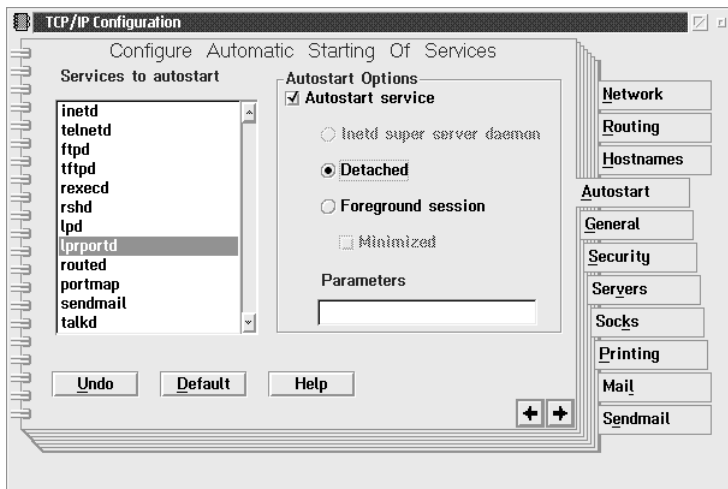 TCP/IP Configuration
Configure Automatic Starting Of Services
Services to autostart
inetd
telnetd
ftpd
tftpd
rexecd
rshd
lpd
lprportd
routed
portmap
sendmail
talkd
Autostart Options
Autostart service
Inetd super server daemon
Detached
Foreground session
Minimized
Parameters
Undo
Default
Help
Network
Routing
Hostnames
Autostart
General
Security
Servers
Socks
Printing
Mail
Sendmail